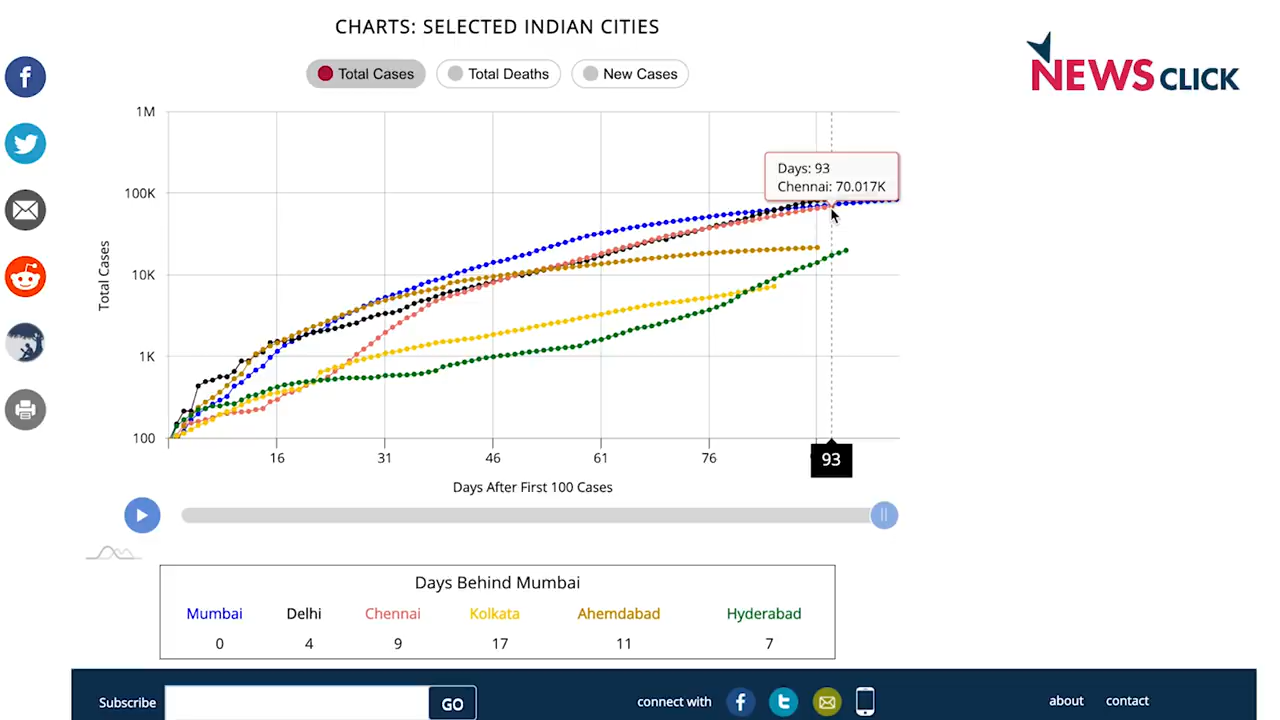 CHARTS: SELECTED INDIAN CITIES
Total Cases Total Deaths New Cases
NEWSCLICK
1M
100K
10K
1K
100
Total Cases
Days: 93
Chennai: 70.017K
16 31 46 61 76 93
Days After First 100 Cases
Days Behind Mumbai
Mumbai Delhi Chennai Kolkata Ahemdabad Hyderabad
0 4 9 17 11 7
Subscribe GO connect with about contact